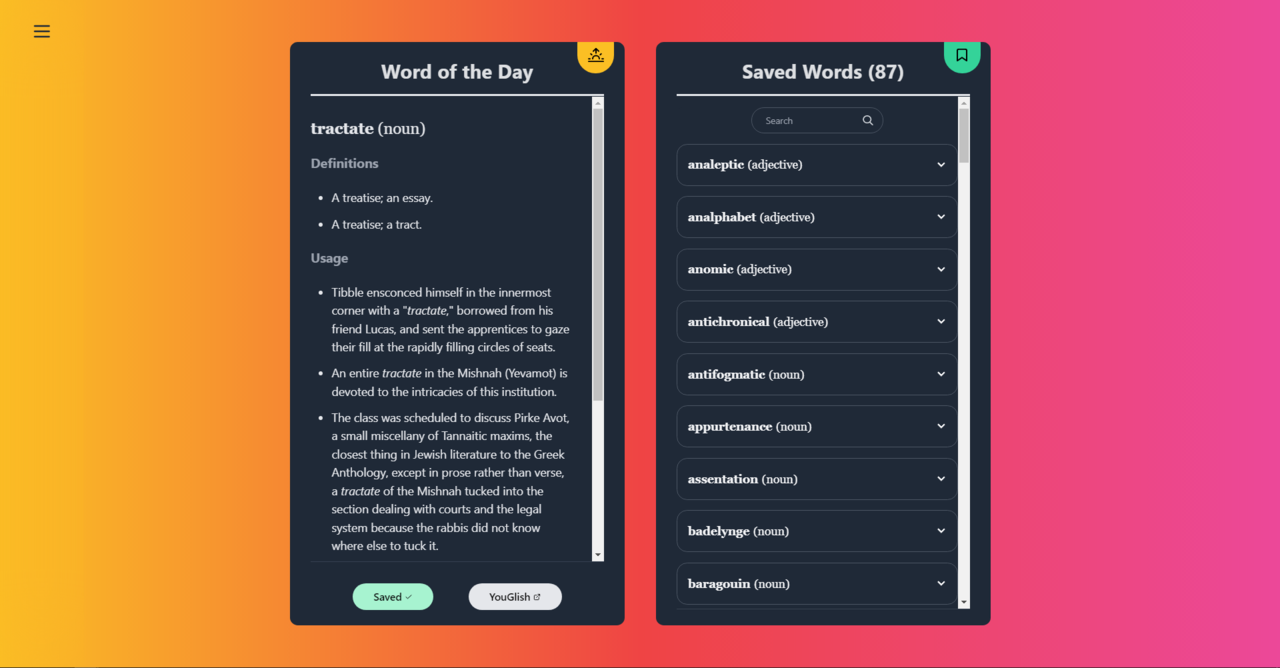 Word of the Day
tractate (noun)
Definitions
• A treatise; an essay.
• A treatise; a tract.
Usage
• Tibble ensconced himself in the innermost
corner with a "tractate," borrowed from his
friend Lucas, and sent the apprentices to gaze
their fill at the rapidly filling circles of seats.
• An entire tractate in the Mishnah (Yevamot) is
devoted to the intricacies of this institution.
• The class was scheduled to discuss Pirke Avot,
a small miscellany of Tannaitic maxims, the
closest thing in Jewish literature to the Greek
Anthology, except in prose rather than verse,
a tractate of the Mishnah tucked into the
section dealing with courts and the legal
system because the rabbis did not know
where else to tuck it.
Saved ✓
YouGlish
Saved Words (87)
Search
analeptic (adjective)
analphabet (adjective)
anomic (adjective)
antichronical (adjective)
antifogmatic (noun)
appurtenance (noun)
assentation (noun)
badelynge (noun)
baragouin (noun)